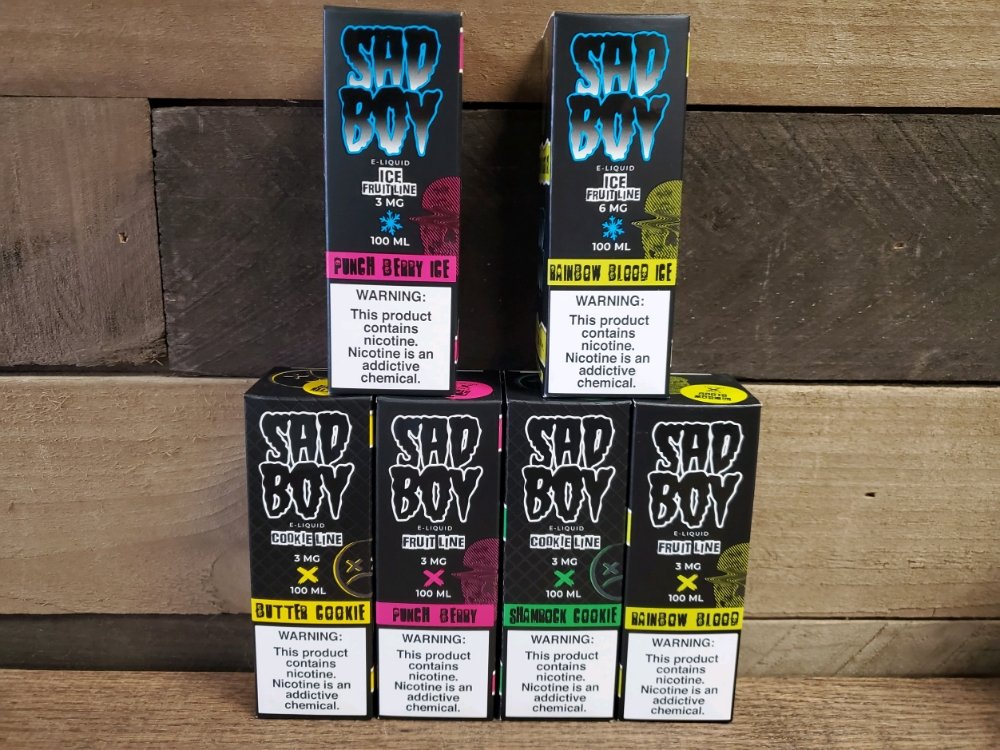 SAD
BOY
E-LIQUID
ICE
FRUIT LINE
3 MG
100 ML
PUNCH BERRY ICE
WARNING:
This product
contains
nicotine.
Nicotine is an
addictive
chemical.
SAD
BOY
E-LIQUID
ICE
FRUIT LINE
6 MG
100 ML
RAINBOW BLOOD ICE
WARNING:
This product
contains
nicotine.
Nicotine is an
addictive
chemical.
SAD
BOY
E-LIQUID
COOKIE LINE
3 MG
100 ML
BUTTER COOKIE
WARNING:
This product
contains
nicotine.
Nicotine is an
addictive
chemical.
SAD
BOY
E-LIQUID
FRUIT LINE
3 MG
100 ML
PUNCH BERRY
WARNING:
This product
contains
nicotine.
Nicotine is an
addictive
chemical.
SAD
BOY
E-LIQUID
COOKIE LINE
3 MG
100 ML
SHAMROCK COOKIE
WARNING:
This product
contains
nicotine.
Nicotine is an
addictive
chemical.
SAD
BOY
E-LIQUID
FRUIT LINE
3 MG
100 ML
RAINBOW BLOOD
WARNING:
This product
contains
nicotine.
Nicotine is an
addictive
chemical.